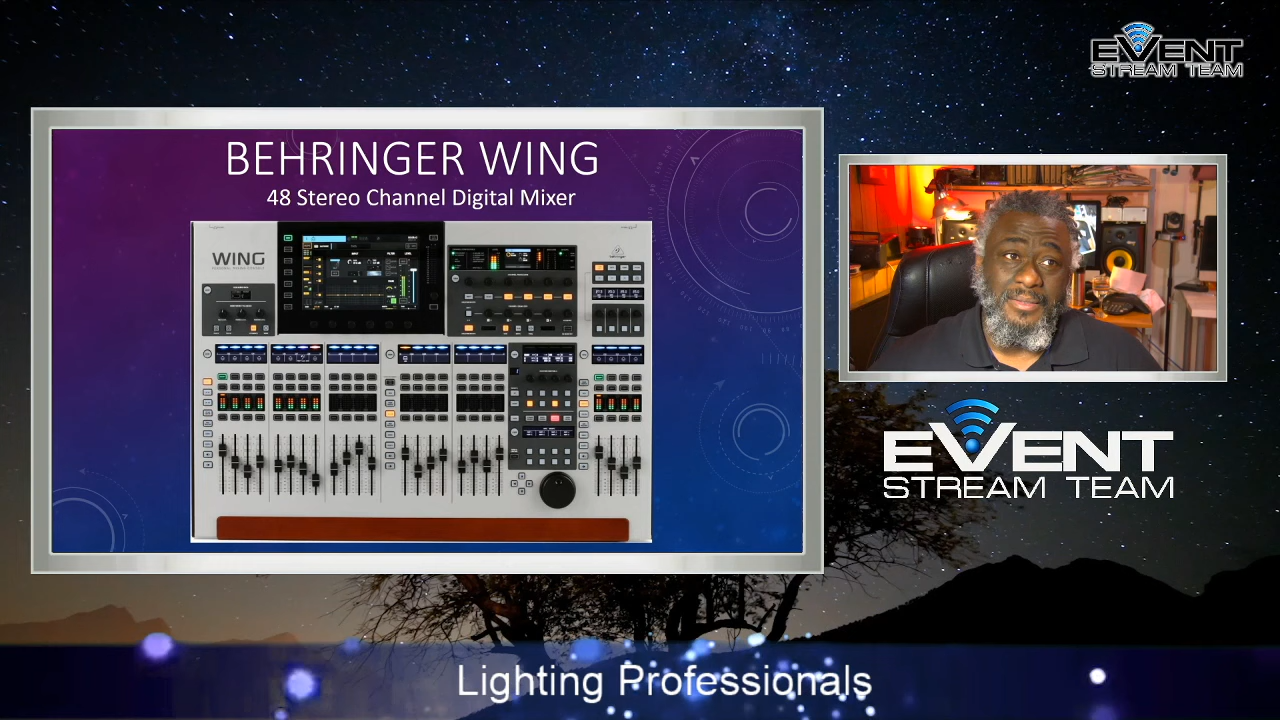 EVENT
STREAM TEAM
BEHRINGER WING
48 Stereo Channel Digital Mixer
WING
EVENT
STREAM TEAM
Lighting Professionals